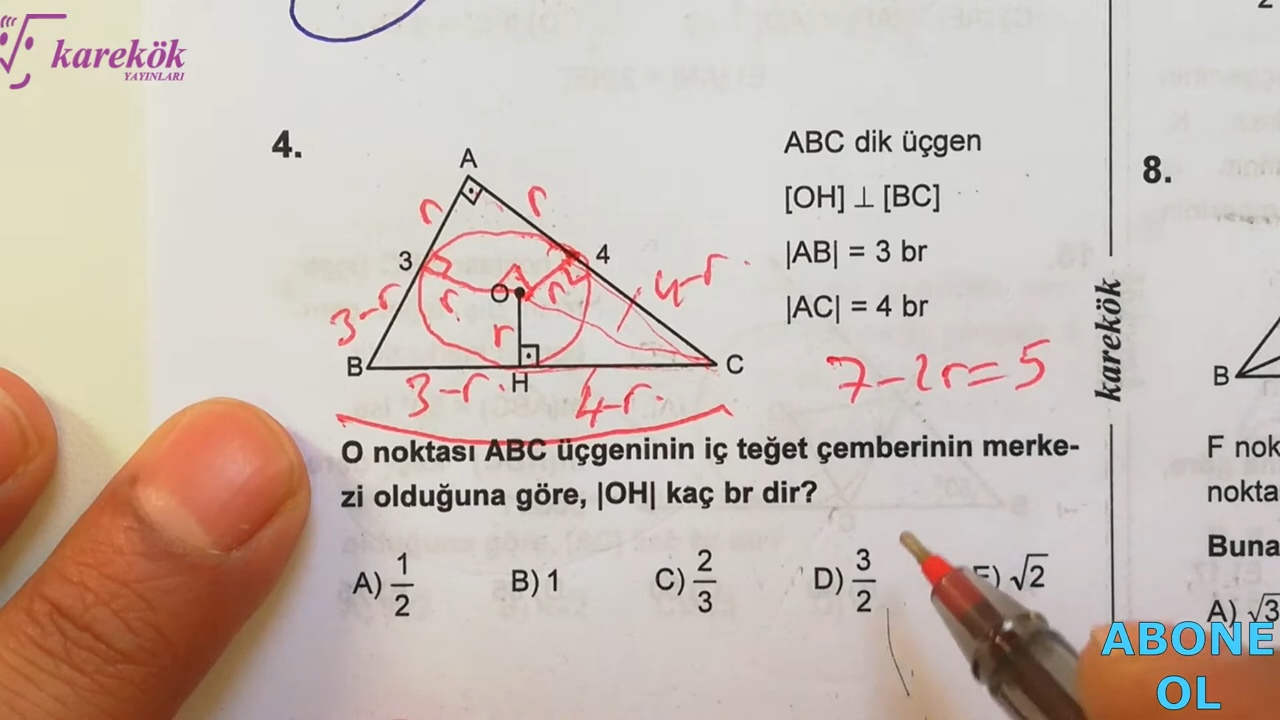 karekök
YAYINLARI
4.
A
r
r
3
4
3-r
r
O
r
r
4-r
B
H
C
3-r
4-r
ABC dik üçgen
[OH] ⊥ [BC]
|AB| = 3 br
|AC| = 4 br
7-2r=5
O noktası ABC üçgeninin iç teğet çemberinin merke-
zi olduğuna göre, |OH| kaç br dir?
A) 1/2 B) 1 C) 2/3 D) 3/2 E) √2
karekök
8.
B
F nok
nokta
Buna
A) √3
ABONE
OL